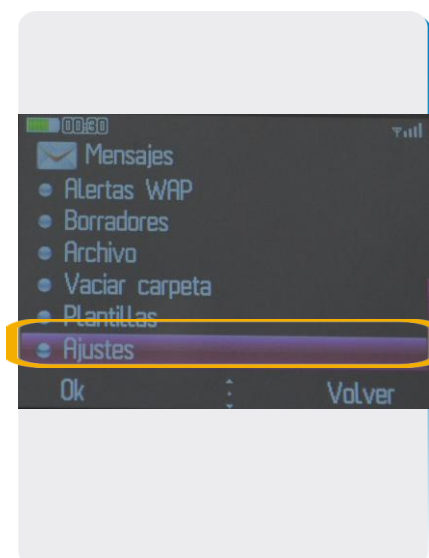 00:30
Mensajes
Alertas WAP
Borradores
Archivo
Vaciar carpeta
Plantillas
Ajustes
Ok Volver